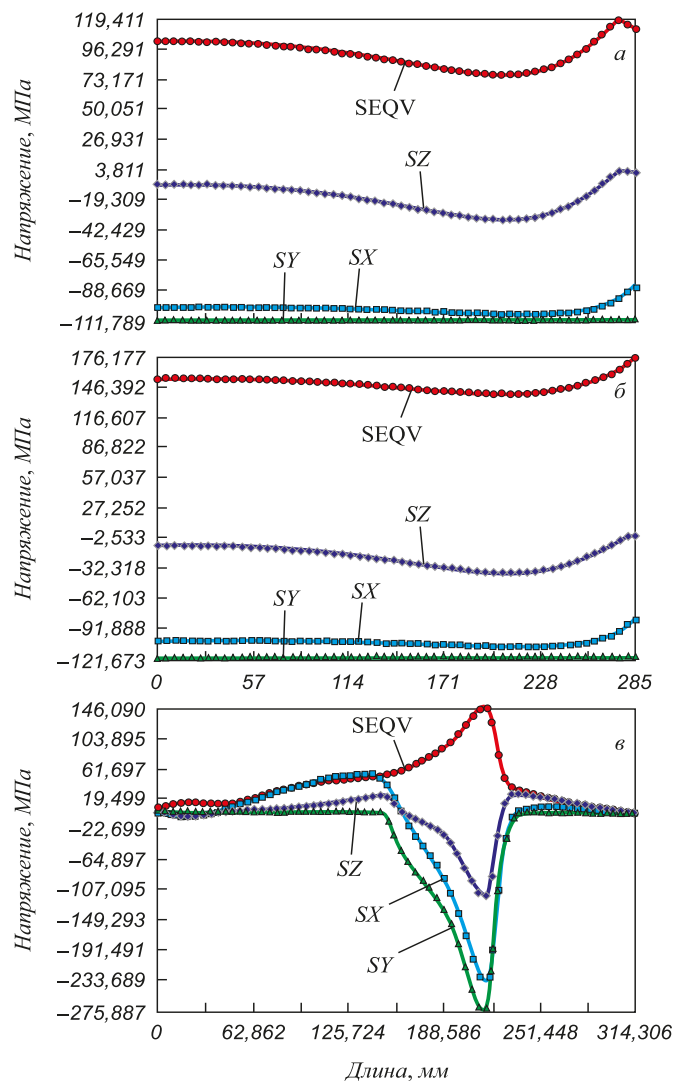 119,411
96,291
73,171
50,051
26,931
3,811
–19,309
–42,429
–65,549
–88,669
–111,789
Напряжение, МПа
а
SEQV
SZ
SY
SX
176,177
146,392
116,607
86,822
57,037
27,252
–2,533
–32,318
–62,103
–91,888
–121,673
Напряжение, МПа
б
SEQV
SZ
SY
SX
0
57
114
171
228
285
146,090
103,895
61,697
19,499
–22,699
–64,897
–107,095
–149,293
–191,491
–233,689
–275,887
Напряжение, МПа
SEQV
в
SZ
SX
SY
0
62,862
125,724
188,586
251,448
314,306
Длина, мм